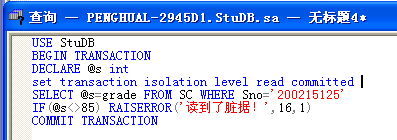 查询 — PENGHUAL-2945D1.StuDB.sa — 无标题4*
USE StuDB
BEGIN TRANSACTION
DECLARE @s int
set transaction isolation level read committed
SELECT @s=grade FROM SC WHERE Sno='200215125'
IF(@s<>85) RAISERROR('读到了脏据!',16,1)
COMMIT TRANSACTION